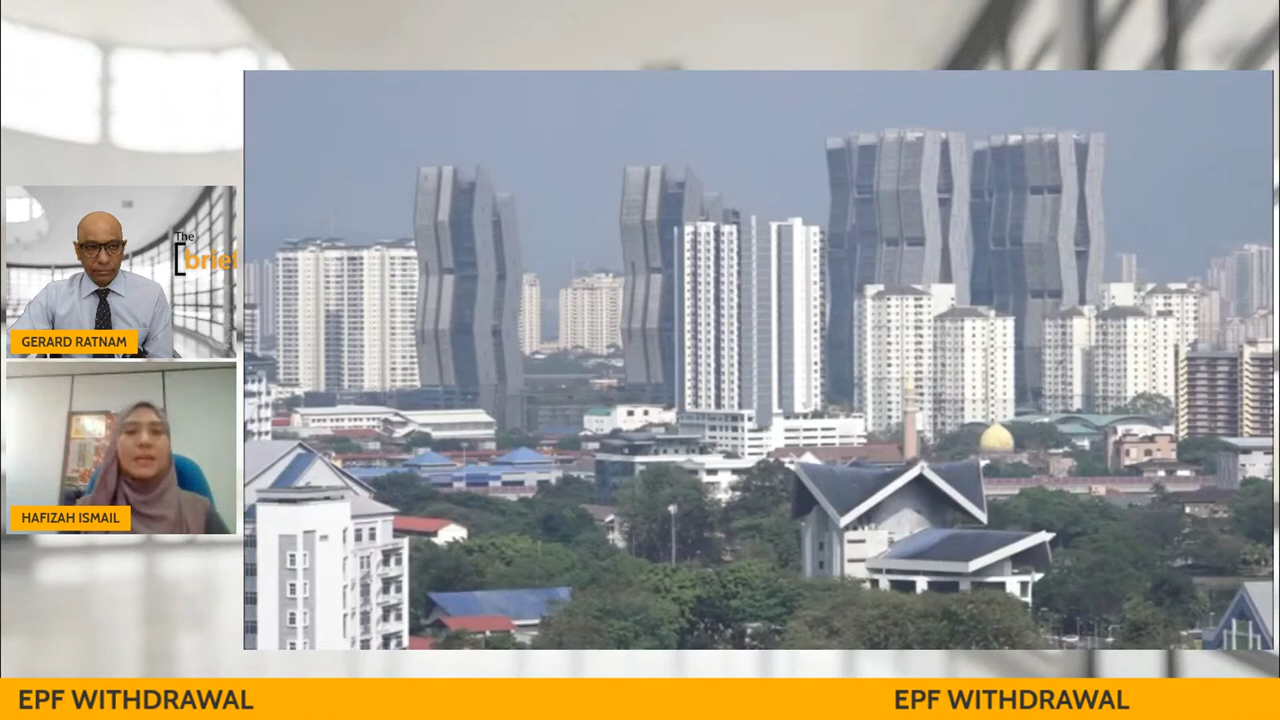 The
[brief
GERARD RATNAM
HAFIZAH ISMAIL
EPF WITHDRAWAL
EPF WITHDRAWAL